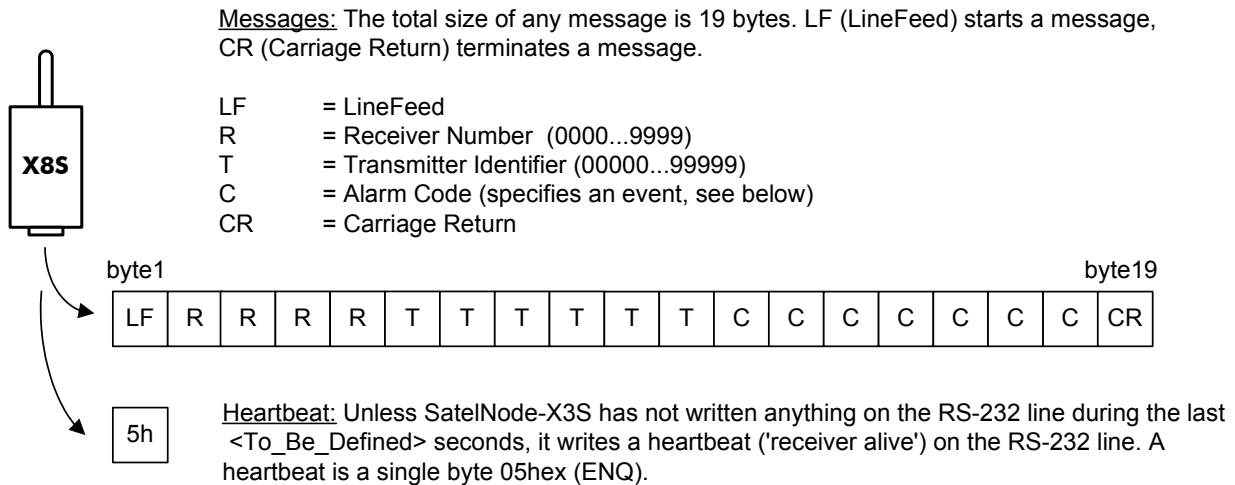 Messages: The total size of any message is 19 bytes. LF (LineFeed) starts a message,
CR (Carriage Return) terminates a message.
LF = LineFeed
R = Receiver Number (0000...9999)
T = Transmitter Identifier (00000...99999)
C = Alarm Code (specifies an event, see below)
CR = Carriage Return
X8S
byte1 byte19
LF R R R R T T T T T T C C C C C C C CR
5h
Heartbeat: Unless SatelNode-X3S has not written anything on the RS-232 line during the last
<To_Be_Defined> seconds, it writes a heartbeat ('receiver alive') on the RS-232 line. A
heartbeat is a single byte 05hex (ENQ).